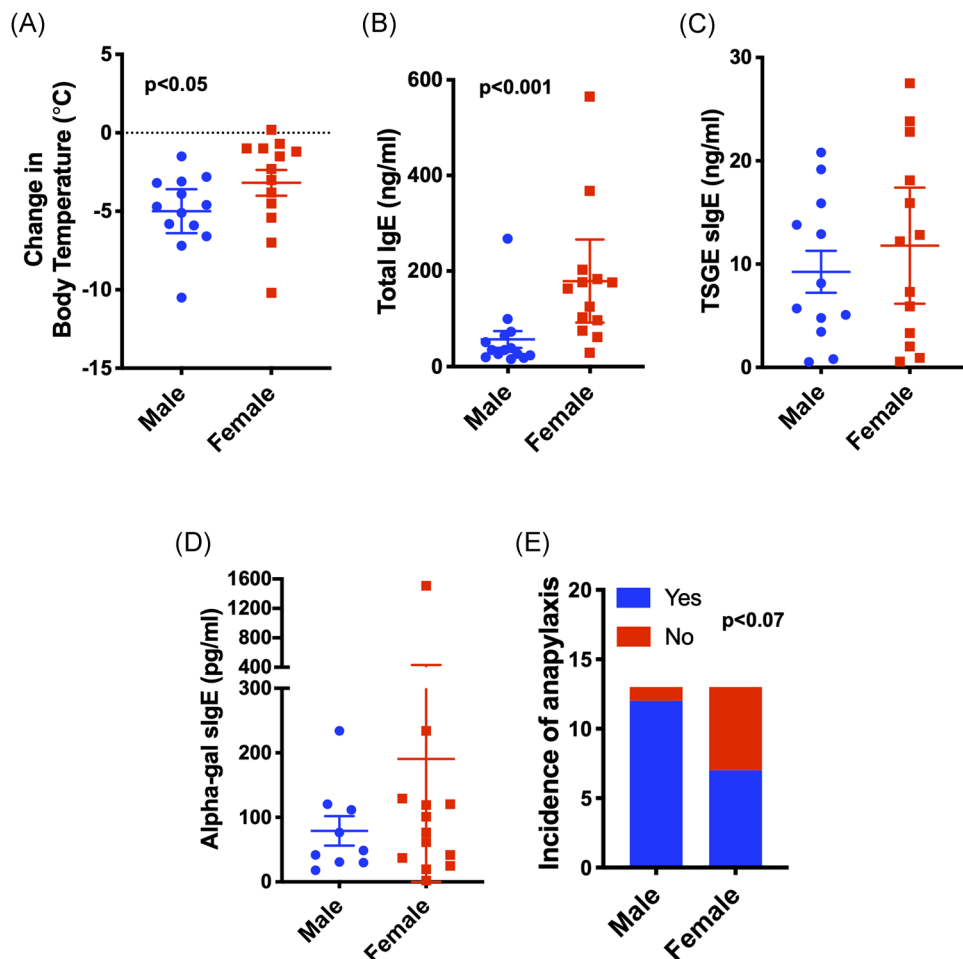 (A)
Change in
Body Temperature (°C)
5
0
-5
-10
-15
p<0.05
Male
Female
(B)
Total IgE (ng/ml)
600
400
200
0
p<0.001
Male
Female
(C)
TSGE sIgE (ng/ml)
30
20
10
0
Male
Female
(D)
Alpha-gal sIgE (pg/ml)
1600
1200
800
400
300
200
100
0
Male
Female
(E)
Incidence of anapylaxis
20
15
10
5
0
Yes
No
p<0.07
Male
Female